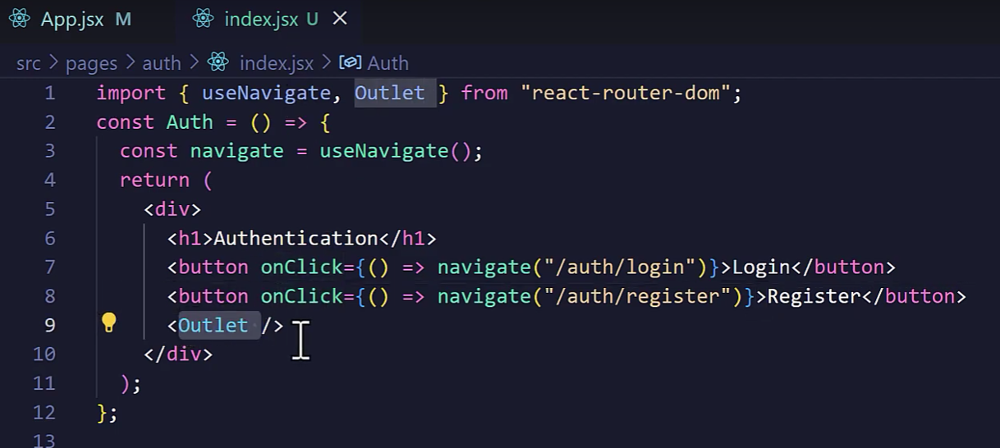 App.jsx M index.jsx U ×
src > pages > auth > index.jsx > Auth
1 import { useNavigate, Outlet } from "react-router-dom";
2 const Auth = () => {
3 const navigate = useNavigate();
4 return (
5 <div>
6 <h1>Authentication</h1>
7 <button onClick={() => navigate("/auth/login")}>Login</button>
8 <button onClick={() => navigate("/auth/register")}>Register</button>
9 <Outlet />
10 </div>
11 );
12 };
13